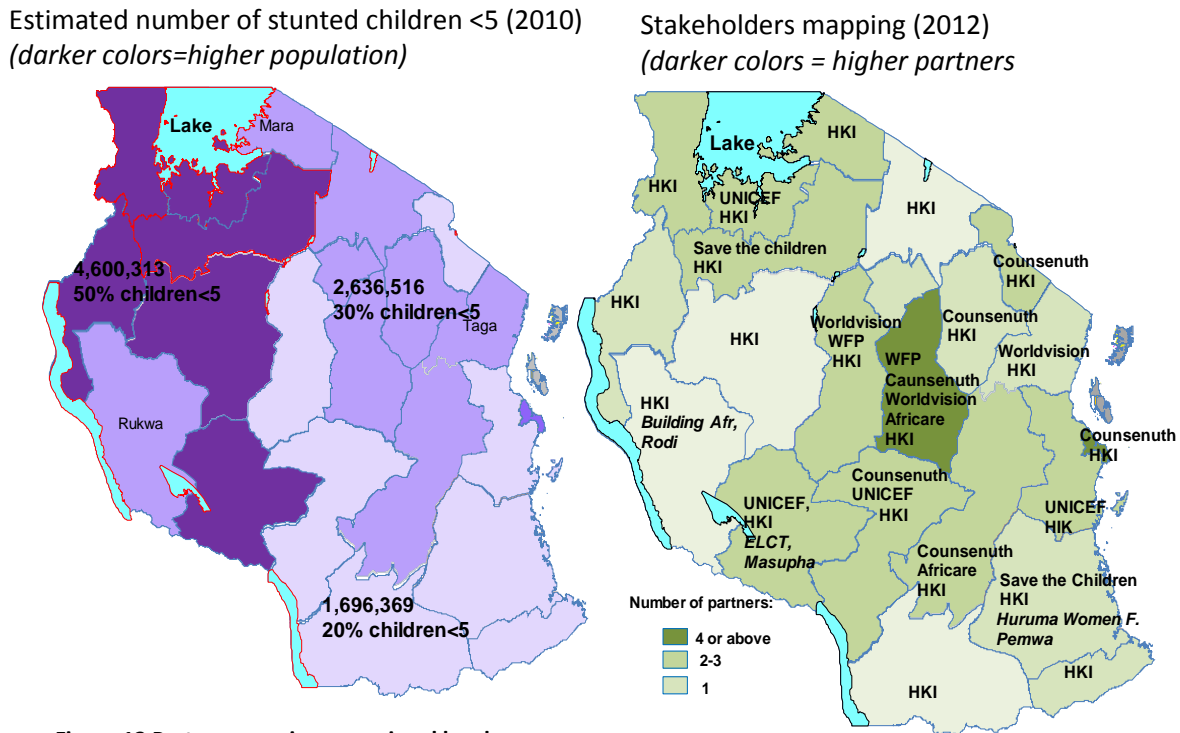 Estimated number of stunted children <5 (2010)
(darker colors=higher population)
Lake
Mara
4,600,313
50% children<5
2,636,516
30% children<5
Taga
Rukwa
1,696,369
20% children<5
Stakeholders mapping (2012)
(darker colors = higher partners
HKI
Lake
HKI
UNICEF
HKI
HKI
Save the children
HKI
Counsenuth
HKI
HKI
HKI
Worldvision
WFP
HKI
Counsenuth
HKI
WFP
Caunsenuth
Worldvision
Africare
HKI
Worldvision
HKI
HKI
Building Afr,
Rodi
Counsenuth
HKI
UNICEF,
HKI
ELCT,
Masupha
Counsenuth
UNICEF
HKI
UNICEF
HIK
Counsenuth
Africare
HKI
Save the Children
HKI
Huruma Women F.
Pemwa
HKI
HKI
Number of partners:
4 or above
2-3
1